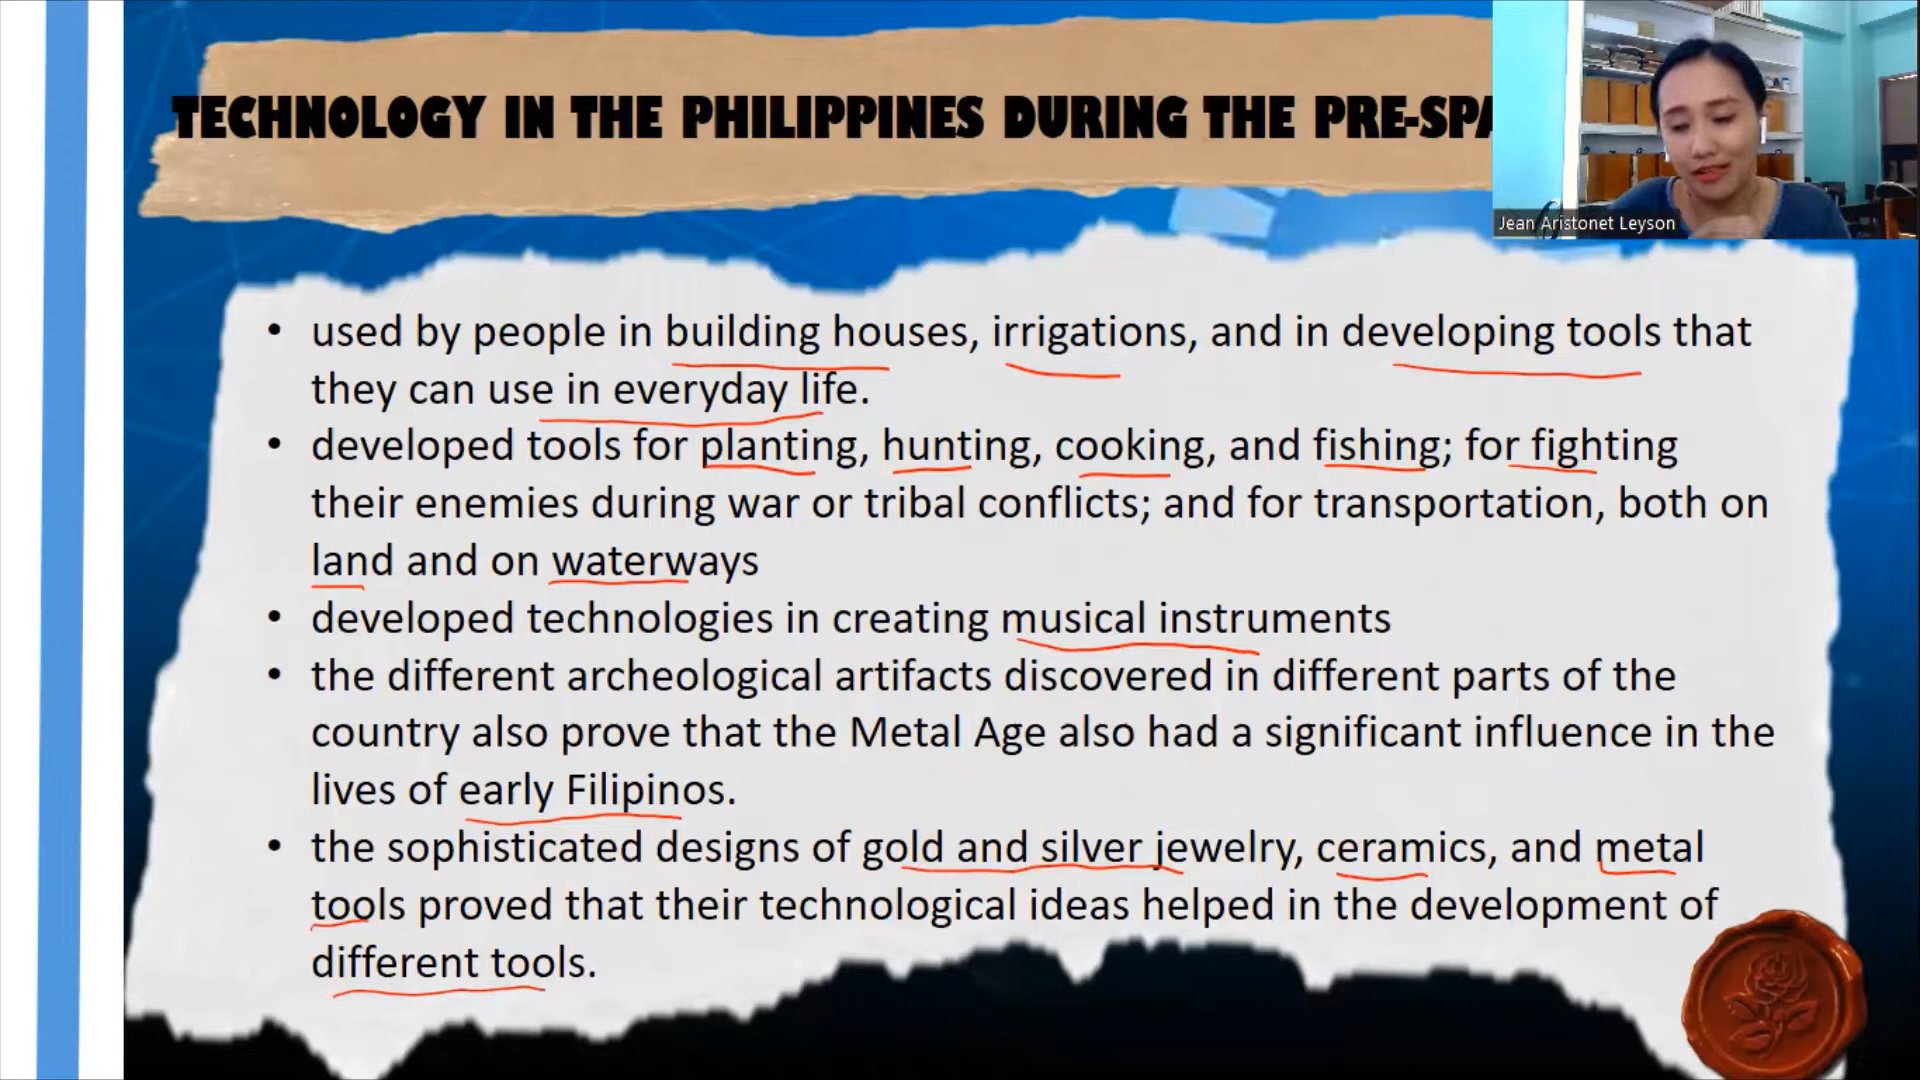 TECHNOLOGY IN THE PHILIPPINES DURING THE PRE-SPA
Jean Aristonet Leyson
• used by people in building houses, irrigations, and in developing tools that
they can use in everyday life.
• developed tools for planting, hunting, cooking, and fishing; for fighting
their enemies during war or tribal conflicts; and for transportation, both on
land and on waterways
• developed technologies in creating musical instruments
• the different archeological artifacts discovered in different parts of the
country also prove that the Metal Age also had a significant influence in the
lives of early Filipinos.
• the sophisticated designs of gold and silver jewelry, ceramics, and metal
tools proved that their technological ideas helped in the development of
different tools.